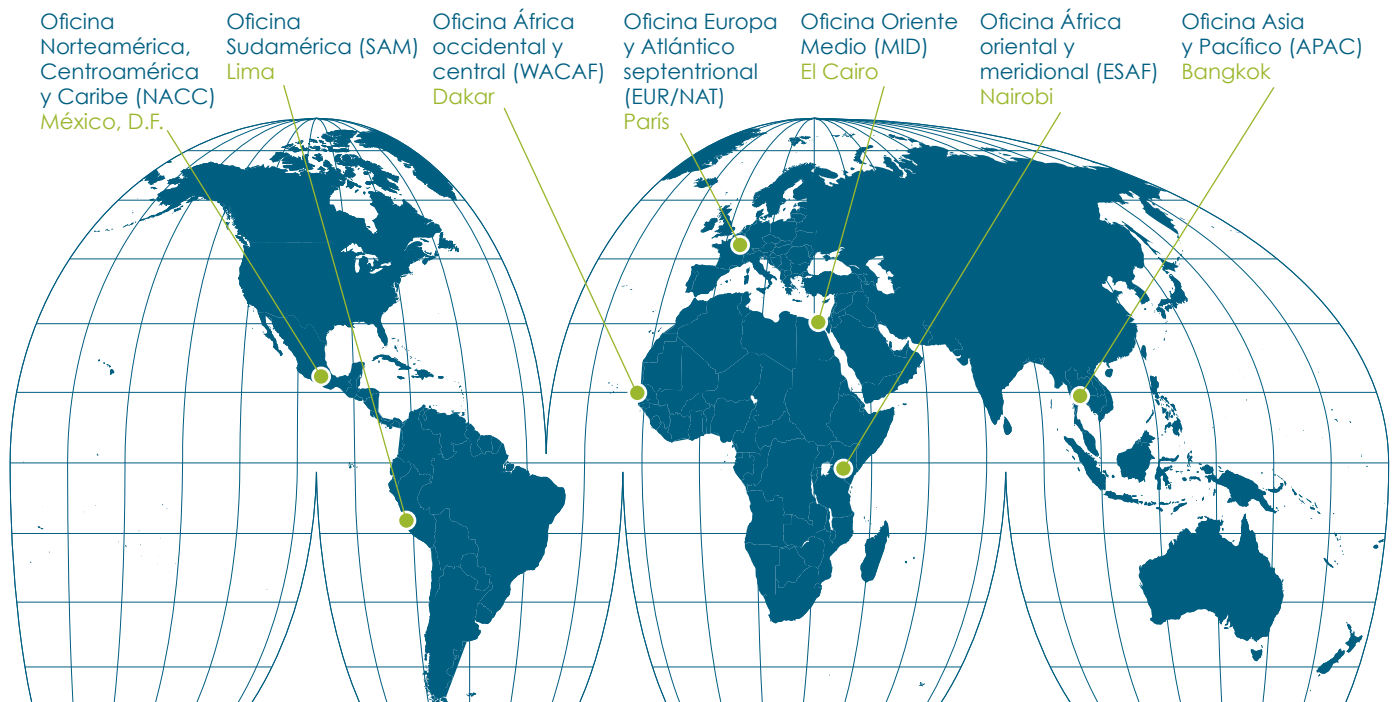 Oficina
Norteamérica,
Centroamérica
y Caribe (NACC)
México, D.F.
Oficina
Sudamérica (SAM)
Lima
Oficina África
occidental y
central (WACAF)
Dakar
Oficina Europa
y Atlántico
septentrional
(EUR/NAT)
París
Oficina Oriente
Medio (MID)
El Cairo
Oficina África
oriental y
meridional (ESAF)
Nairobi
Oficina Asia
y Pacífico (APAC)
Bangkok